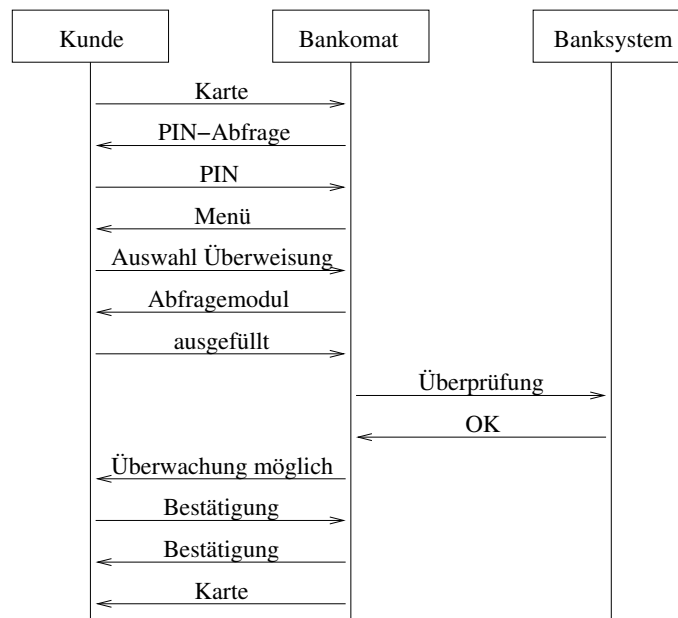 Kunde
Bankomat
Banksystem
Karte
PIN−Abfrage
PIN
Menü
Auswahl Überweisung
Abfragemodul
ausgefüllt
Überprüfung
OK
Überwachung möglich
Bestätigung
Bestätigung
Karte